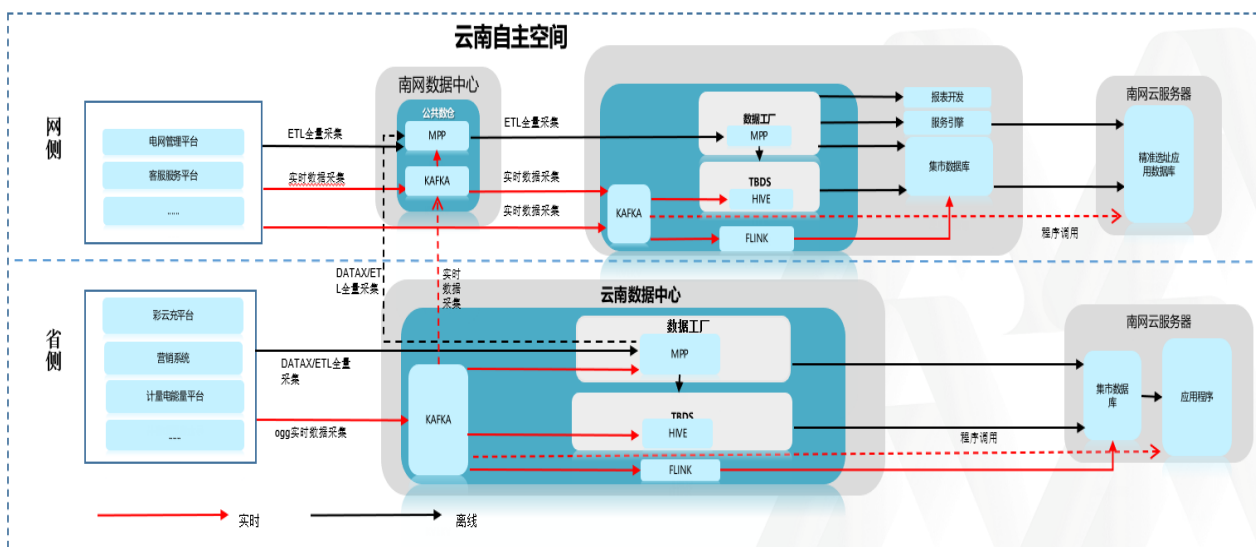 云南自主空间
网
侧
电网管理平台
客服服务平台
......
ETL全量采集
实时数据采集
实时数据采集
南网数据中心
公共数仓
MPP
KAFKA
ETL全量采集
实时数据采集
KAFKA
数据工厂
MPP
TBDS
HIVE
FLINK
报表开发
服务引擎
集市数据库
程序调用
南网云服务器
精准选址应
用数据库
DATAX/ET
L全量采集
实时
数据
采集
省
侧
彩云充平台
营销系统
计量电能量平台
---
DATAX/ETL全量
采集
ogg实时数据采集
云南数据中心
KAFKA
数据工厂
MPP
TBDS
HIVE
FLINK
程序调用
南网云服务器
集市数据
库
应用程序
实时
离线